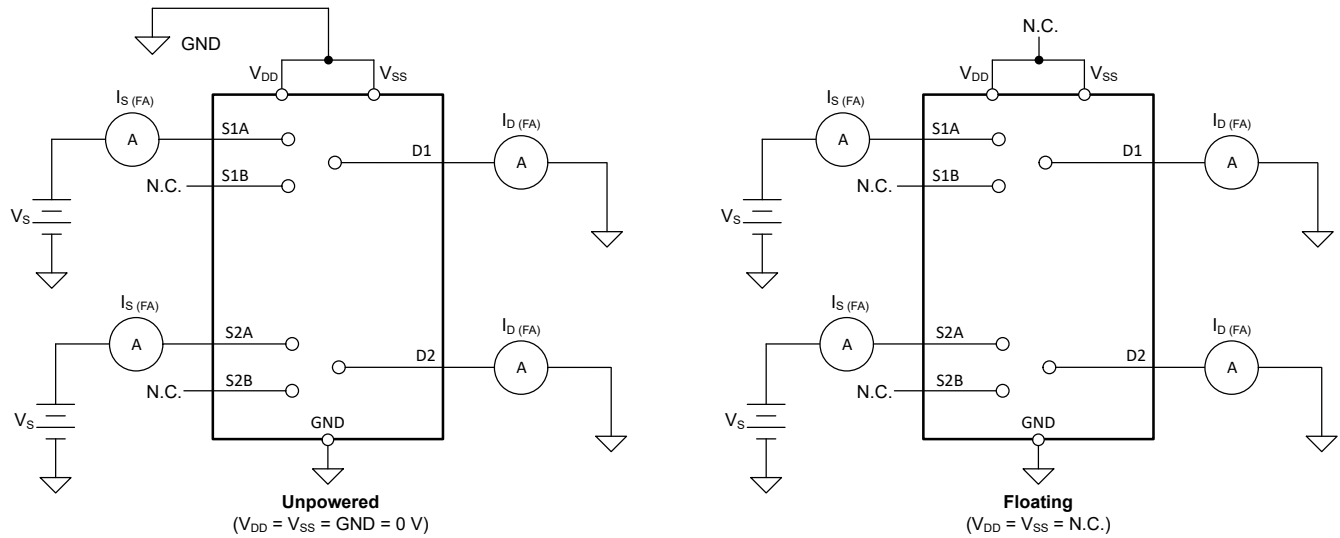 GND
V_DD V_SS
I_S (FA)
A
S1A
I_D (FA)
D1
A
N.C. S1B
V_S
I_S (FA)
A
S2A
I_D (FA)
D2
A
N.C. S2B
V_S
GND
Unpowered
(V_DD = V_SS = GND = 0 V)
N.C.
V_DD V_SS
I_S (FA)
A
S1A
I_D (FA)
D1
A
N.C. S1B
V_S
I_S (FA)
A
S2A
I_D (FA)
D2
A
N.C. S2B
V_S
GND
Floating
(V_DD = V_SS = N.C.)